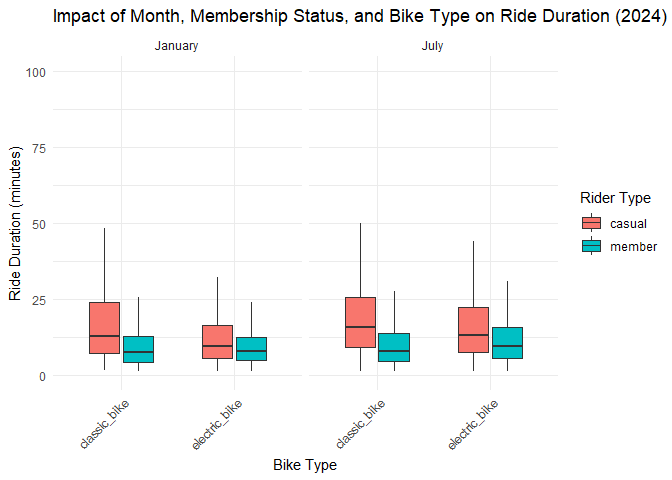 Impact of Month, Membership Status, and Bike Type on Ride Duration (2024)
January
July
Ride Duration (minutes)
100
75
50
25
0
classic_bike
electric_bike
classic_bike
electric_bike
Bike Type
Rider Type
casual
member